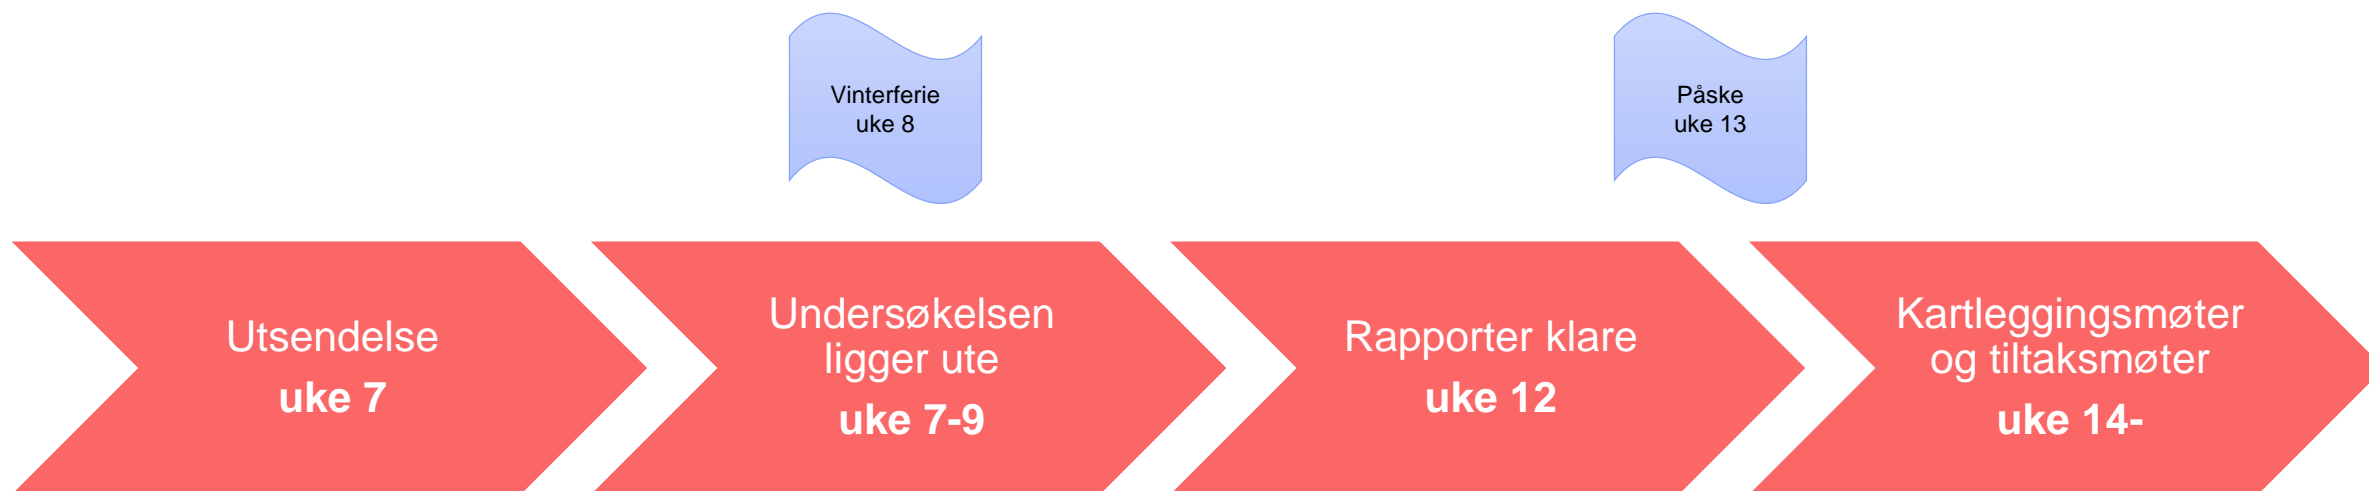 Vinterferie
uke 8
Påske
uke 13
Utsendelse
uke 7
Undersøkelsen
ligger ute
uke 7-9
Rapporter klare
uke 12
Kartleggingsmøter
og tiltaksmøter
uke 14-